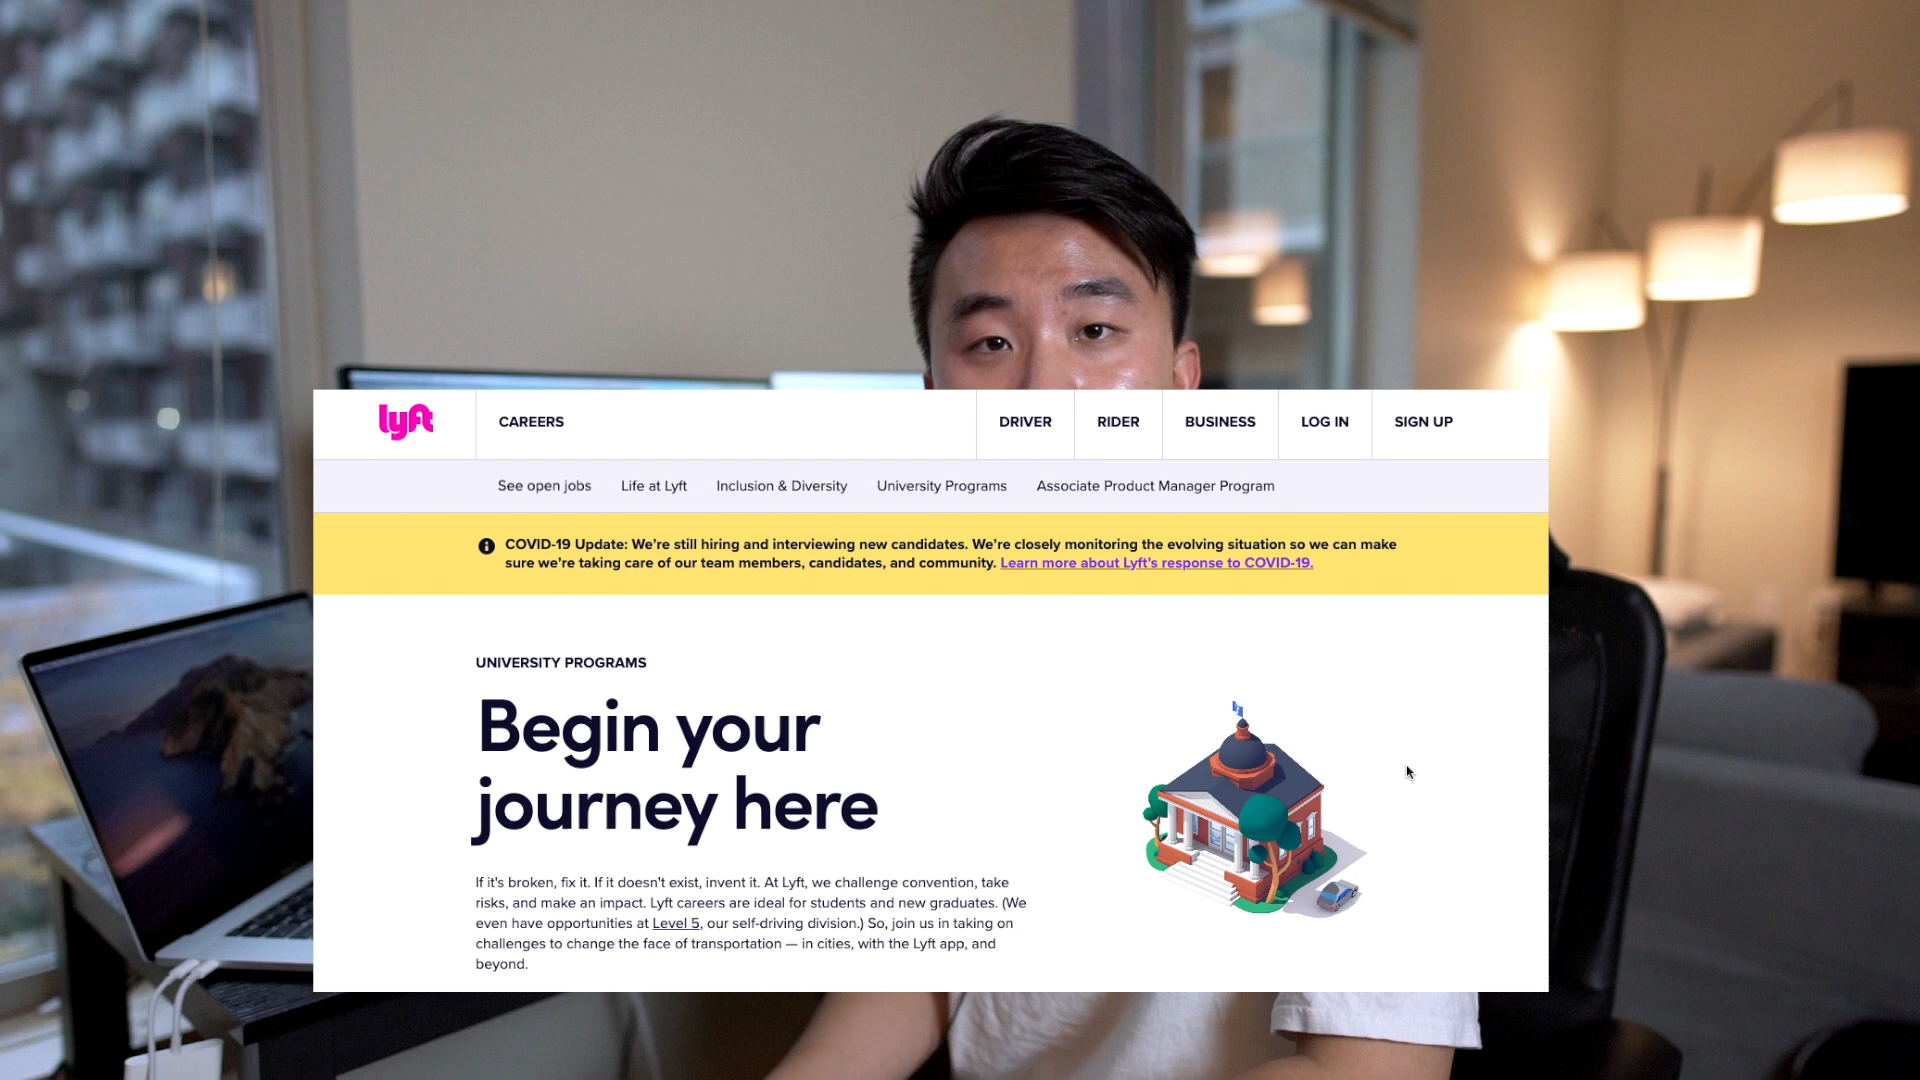 lyft
CAREERS
DRIVER
RIDER
BUSINESS
LOG IN
SIGN UP
See open jobs
Life at Lyft
Inclusion & Diversity
University Programs
Associate Product Manager Program
COVID-19 Update: We’re still hiring and interviewing new candidates. We’re closely monitoring the evolving situation so we can make
sure we’re taking care of our team members, candidates, and community. Learn more about Lyft’s response to COVID-19.
UNIVERSITY PROGRAMS
Begin your
journey here
If it's broken, fix it. If it doesn't exist, invent it. At Lyft, we challenge convention, take
risks, and make an impact. Lyft careers are ideal for students and new graduates. (We
even have opportunities at Level 5, our self-driving division.) So, join us in taking on
challenges to change the face of transportation — in cities, with the Lyft app, and
beyond.